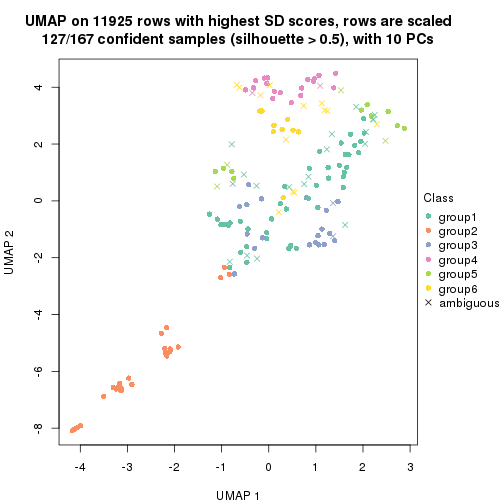 UMAP on 11925 rows with highest SD scores, rows are scaled
127/167 confident samples (silhouette > 0.5), with 10 PCs
4
2
0
-2
-4
-6
-8
UMAP 2
-4
-3
-2
-1
0
1
2
3
UMAP 1
Class
group1
group2
group3
group4
group5
group6
ambiguous